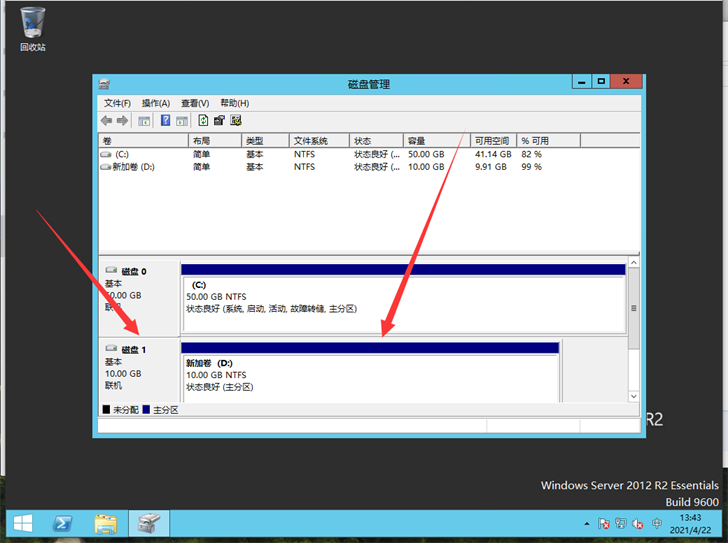 回收站
磁盘管理
文件(F) 操作(A) 查看(V) 帮助(H)
卷 布局 类型 文件系统 状态 容量 可用空间 % 可用
(C:) 简单 基本 NTFS 状态良好 (... 50.00 GB 41.14 GB 82 %
新加卷 (D:) 简单 基本 NTFS 状态良好 (... 10.00 GB 9.91 GB 99 %
磁盘 0
基本
50.00 GB
联机
(C:)
50.00 GB NTFS
状态良好 (系统, 启动, 活动, 故障转储, 主分区)
磁盘 1
基本
10.00 GB
联机
新加卷 (D:)
10.00 GB NTFS
状态良好 (主分区)
未分配 主分区
R2
Windows Server 2012 R2 Essentials
Build 9600
中
13:43
2021/4/22